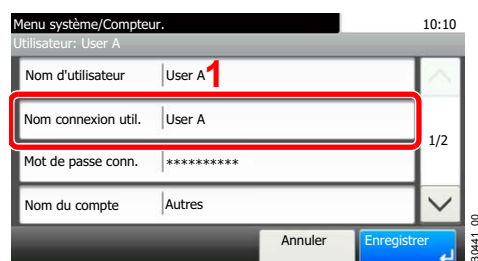 Menu système/Compteur. 10:10
Utilisateur: User A
Nom d'utilisateur User A 1
Nom connexion util. User A
1/2
Mot de passe conn. **********
Nom du compte Autres
Annuler Enregistrer
B0441_00